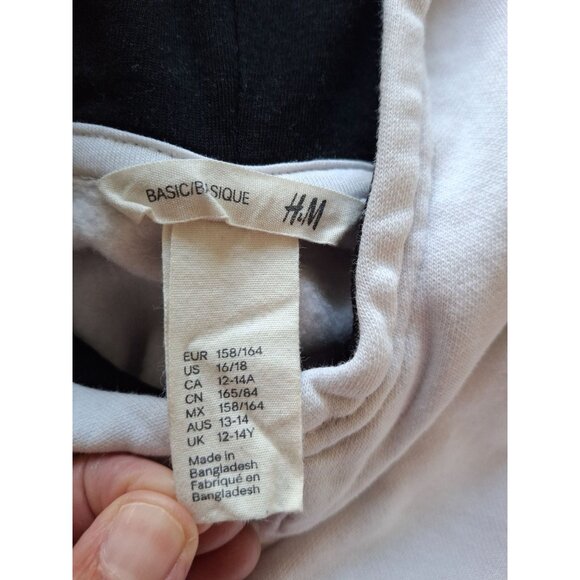 BASIC/BASIQUE
H&M
EUR 158/164
US 16/18
CA 12-14A
CN 165/84
MX 158/164
AUS 13-14
UK 12-14Y
Made in
Bangladesh
Fabriqué en
Bangladesh